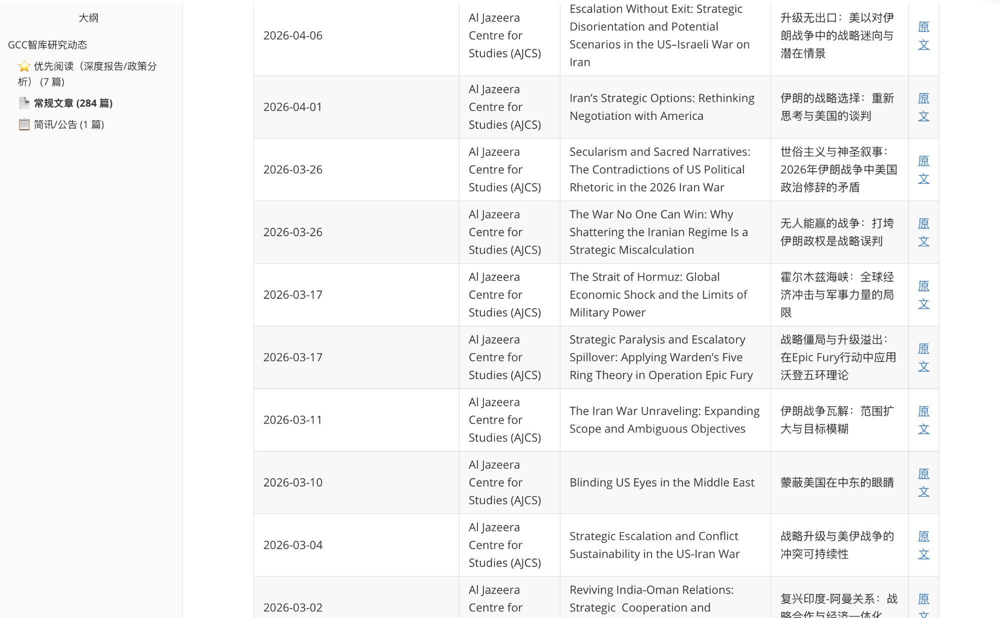 大纲
GCC智库研究动态
⭐ 优先阅读（深度报告/政策分
析） (7 篇)
📄 常规文章 (284 篇)
📋 简讯/公告 (1 篇)
2026-04-06
Al Jazeera
Centre for
Studies (AJCS)
Escalation Without Exit: Strategic
Disorientation and Potential
Scenarios in the US–Israeli War on
Iran
升级无出口：美以对伊
朗战争中的战略迷向与
潜在情景
原
文
2026-04-01
Al Jazeera
Centre for
Studies (AJCS)
Iran’s Strategic Options: Rethinking
Negotiation with America
伊朗的战略选择：重新
思考与美国的谈判
原
文
2026-03-26
Al Jazeera
Centre for
Studies (AJCS)
Secularism and Sacred Narratives:
The Contradictions of US Political
Rhetoric in the 2026 Iran War
世俗主义与神圣叙事：
2026年伊朗战争中美国
政治修辞的矛盾
原
文
2026-03-26
Al Jazeera
Centre for
Studies (AJCS)
The War No One Can Win: Why
Shattering the Iranian Regime Is a
Strategic Miscalculation
无人能赢的战争：打垮
伊朗政权是战略误判
原
文
2026-03-17
Al Jazeera
Centre for
Studies (AJCS)
The Strait of Hormuz: Global
Economic Shock and the Limits of
Military Power
霍尔木兹海峡：全球经
济冲击与军事力量的局
限
原
文
2026-03-17
Al Jazeera
Centre for
Studies (AJCS)
Strategic Paralysis and Escalatory
Spillover: Applying Warden’s Five
Ring Theory in Operation Epic Fury
战略僵局与升级溢出：
在Epic Fury行动中应用
沃登五环理论
原
文
2026-03-11
Al Jazeera
Centre for
Studies (AJCS)
The Iran War Unraveling: Expanding
Scope and Ambiguous Objectives
伊朗战争瓦解：范围扩
大与目标模糊
原
文
2026-03-10
Al Jazeera
Centre for
Studies (AJCS)
Blinding US Eyes in the Middle East
蒙蔽美国在中东的眼睛
原
文
2026-03-04
Al Jazeera
Centre for
Studies (AJCS)
Strategic Escalation and Conflict
Sustainability in the US-Iran War
战略升级与美伊战争的
冲突可持续性
原
文
2026-03-02
Al Jazeera
Centre for
Reviving India-Oman Relations:
Strategic  Cooperation and
复兴印度-阿曼关系：战
略合作与经济一体化
原
文